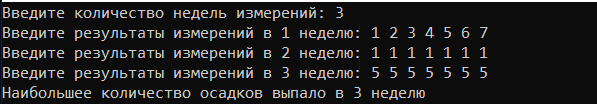 Введите количество недель измерений: 3
Введите результаты измерений в 1 неделю: 1 2 3 4 5 6 7
Введите результаты измерений в 2 неделю: 1 1 1 1 1 1 1
Введите результаты измерений в 3 неделю: 5 5 5 5 5 5 5
Наибольшее количество осадков выпало в 3 неделю